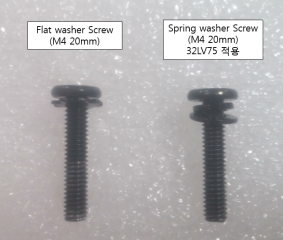 Flat washer Screw
(M4 20mm)
Spring washer Screw
(M4 20mm)
32LV75 적용